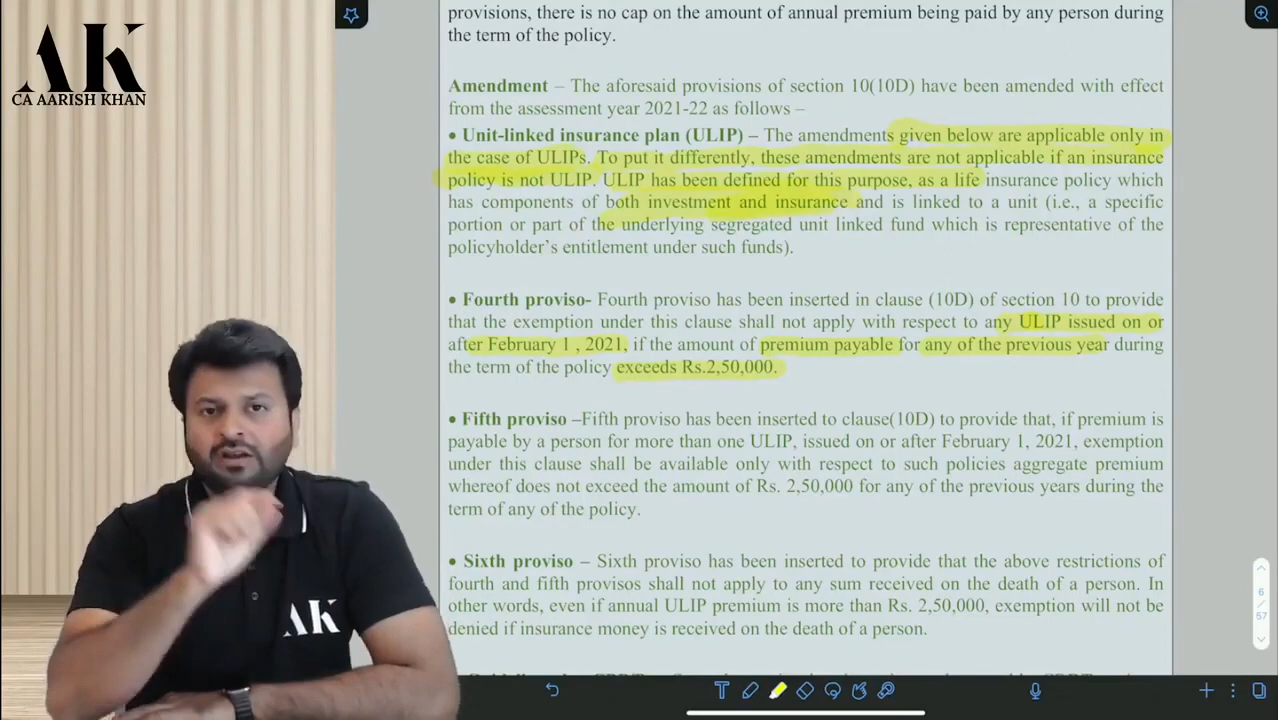 AK
CA AARISH KHAN
provisions, there is no cap on the amount of annual premium being paid by any person during
the term of the policy.
Amendment – The aforesaid provisions of section 10(10D) have been amended with effect
from the assessment year 2021-22 as follows –
• Unit-linked insurance plan (ULIP) – The amendments given below are applicable only in
the case of ULIPs. To put it differently, these amendments are not applicable if an insurance
policy is not ULIP. ULIP has been defined for this purpose, as a life insurance policy which
has components of both investment and insurance and is linked to a unit (i.e., a specific
portion or part of the underlying segregated unit linked fund which is representative of the
policyholder's entitlement under such funds).
• Fourth proviso- Fourth proviso has been inserted in clause (10D) of section 10 to provide
that the exemption under this clause shall not apply with respect to any ULIP issued on or
after February 1 , 2021, if the amount of premium payable for any of the previous year during
the term of the policy exceeds Rs.2,50,000.
• Fifth proviso –Fifth proviso has been inserted to clause(10D) to provide that, if premium is
payable by a person for more than one ULIP, issued on or after February 1, 2021, exemption
under this clause shall be available only with respect to such policies aggregate premium
whereof does not exceed the amount of Rs. 2,50,000 for any of the previous years during the
term of any of the policy.
• Sixth proviso – Sixth proviso has been inserted to provide that the above restrictions of
fourth and fifth provisos shall not apply to any sum received on the death of a person. In
other words, even if annual ULIP premium is more than Rs. 2,50,000, exemption will not be
denied if insurance money is received on the death of a person.
6
/
57
AK
T